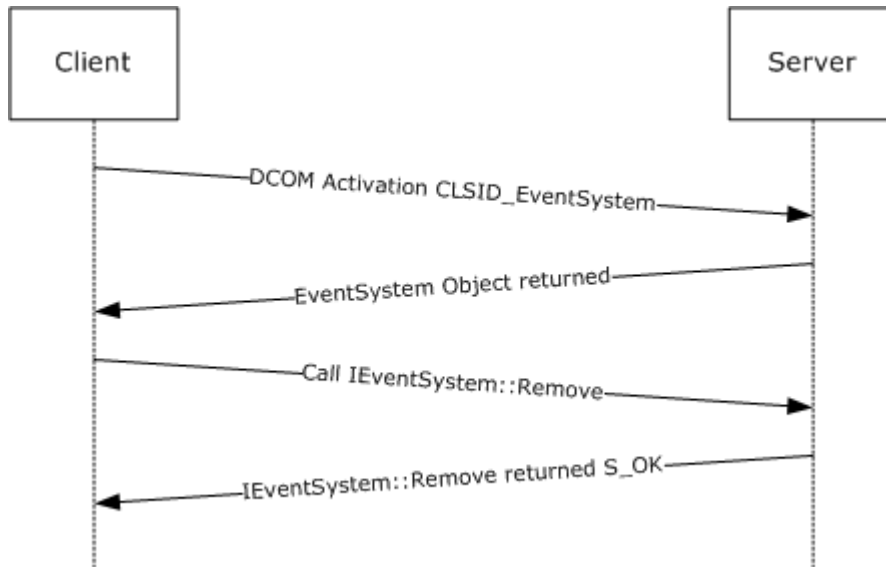 Client
Server
DCOM Activation CLSID_EventSystem
EventSystem Object returned
Call IEventSystem::Remove
IEventSystem::Remove returned S_OK